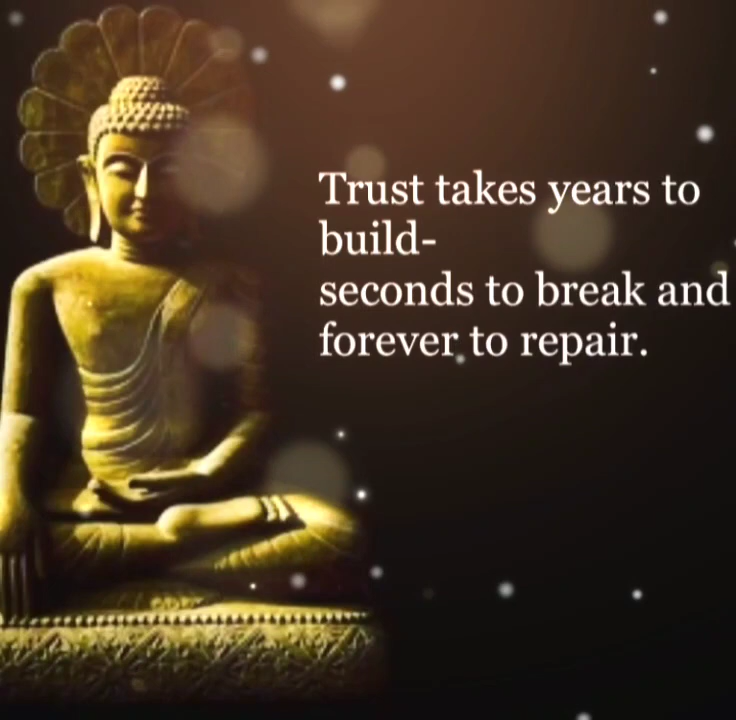 Trust takes years to
build-
seconds to break and
forever to repair.